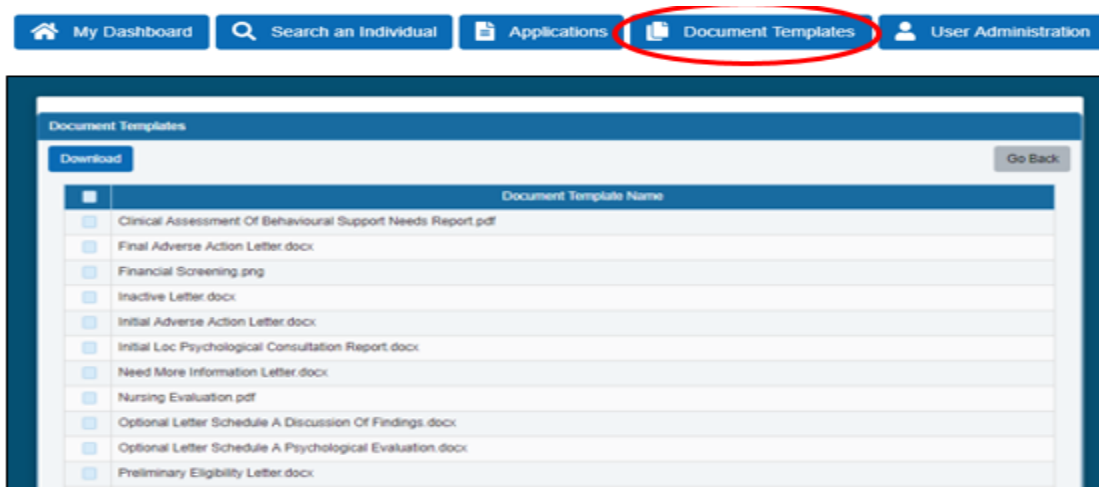 My Dashboard Search an Individual Applications Document Templates User Administration
Document Templates
Download Go Back
Document Template Name
Clinical Assessment Of Behavioural Support Needs Report.pdf
Final Adverse Action Letter.docx
Financial Screening.png
Inactive Letter.docx
Initial Adverse Action Letter.docx
Initial Loc Psychological Consultation Report.docx
Need More Information Letter.docx
Nursing Evaluation.pdf
Optional Letter Schedule A Discussion Of Findings.docx
Optional Letter Schedule A Psychological Evaluation.docx
Preliminary Eligibility Letter.docx